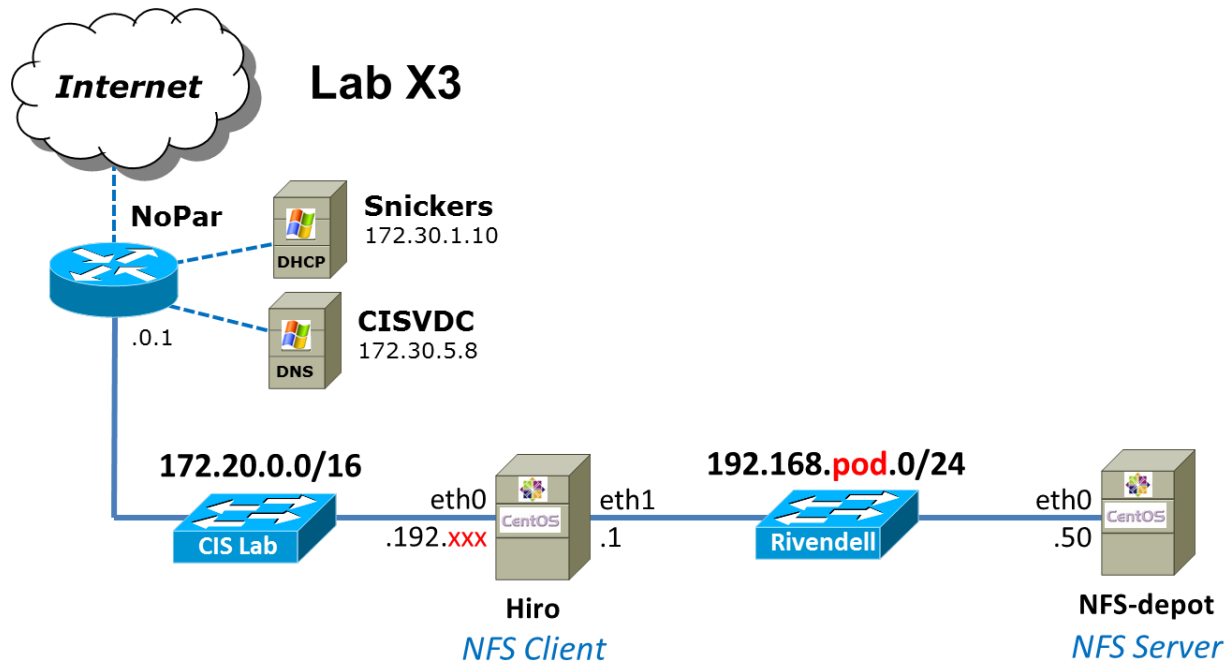 Internet
Lab X3
NoPar
Snickers
172.30.1.10
DHCP
CISVDC
172.30.5.8
DNS
.0.1
172.20.0.0/16
CIS Lab
eth0
.192.xxx
CentOS
eth1
.1
Hiro
NFS Client
192.168.pod.0/24
Rivendell
eth0
.50
CentOS
NFS-depot
NFS Server